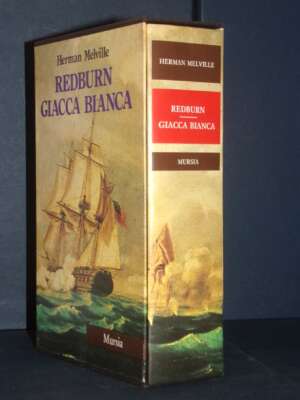 Herman Melville
REDBURN
GIACCA BIANCA
Mursia
HERMAN MELVILLE
REDBURN
GIACCA BIANCA
MURSIA